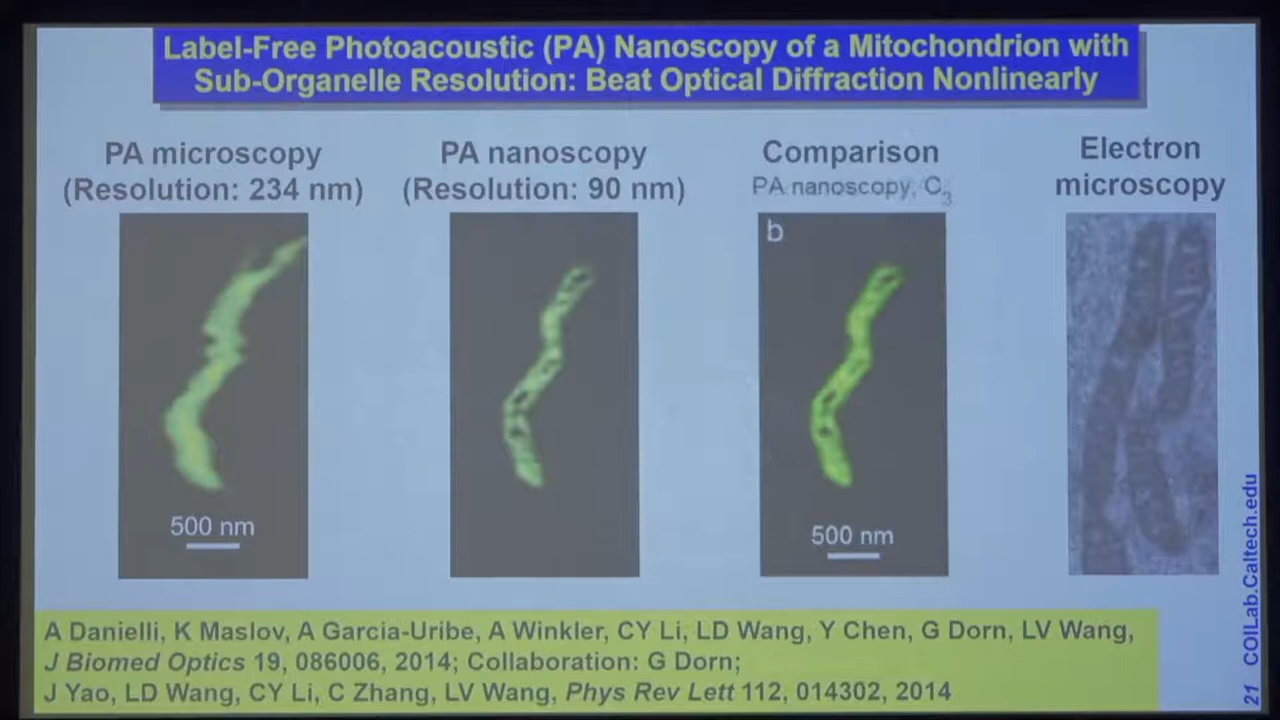 Label-Free Photoacoustic (PA) Nanoscopy of a Mitochondrion with
Sub-Organelle Resolution: Beat Optical Diffraction Nonlinearly
PA microscopy
(Resolution: 234 nm)
PA nanoscopy
(Resolution: 90 nm)
Comparison
PA nanoscopy, C3
Electron
microscopy
b
500 nm
500 nm
A Danielli, K Maslov, A Garcia-Uribe, A Winkler, CY Li, LD Wang, Y Chen, G Dorn, LV Wang,
J Biomed Optics 19, 086006, 2014; Collaboration: G Dorn;
J Yao, LD Wang, CY Li, C Zhang, LV Wang, Phys Rev Lett 112, 014302, 2014
21 COILab.Caltech.edu